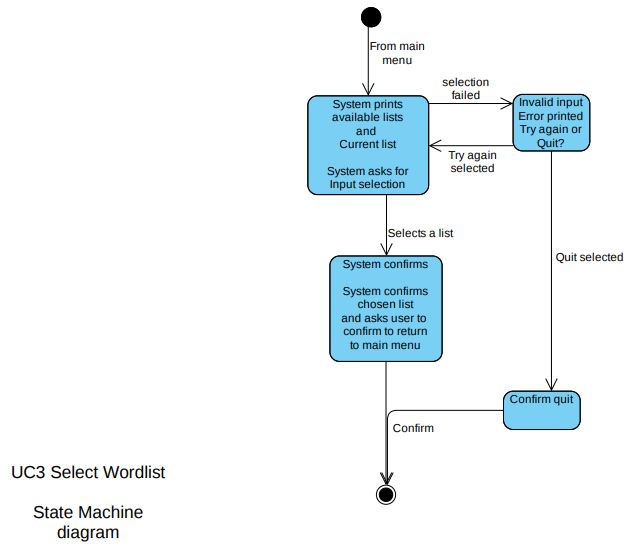 From main
menu
selection
failed
System prints
available lists
and
Current list
System asks for
Input selection
Invalid input
Error printed
Try again or
Quit?
Try again
selected
Selects a list
Quit selected
System confirms
System confirms
chosen list
and asks user to
confirm to return
to main menu
Confirm quit
Confirm
UC3 Select Wordlist
State Machine
diagram